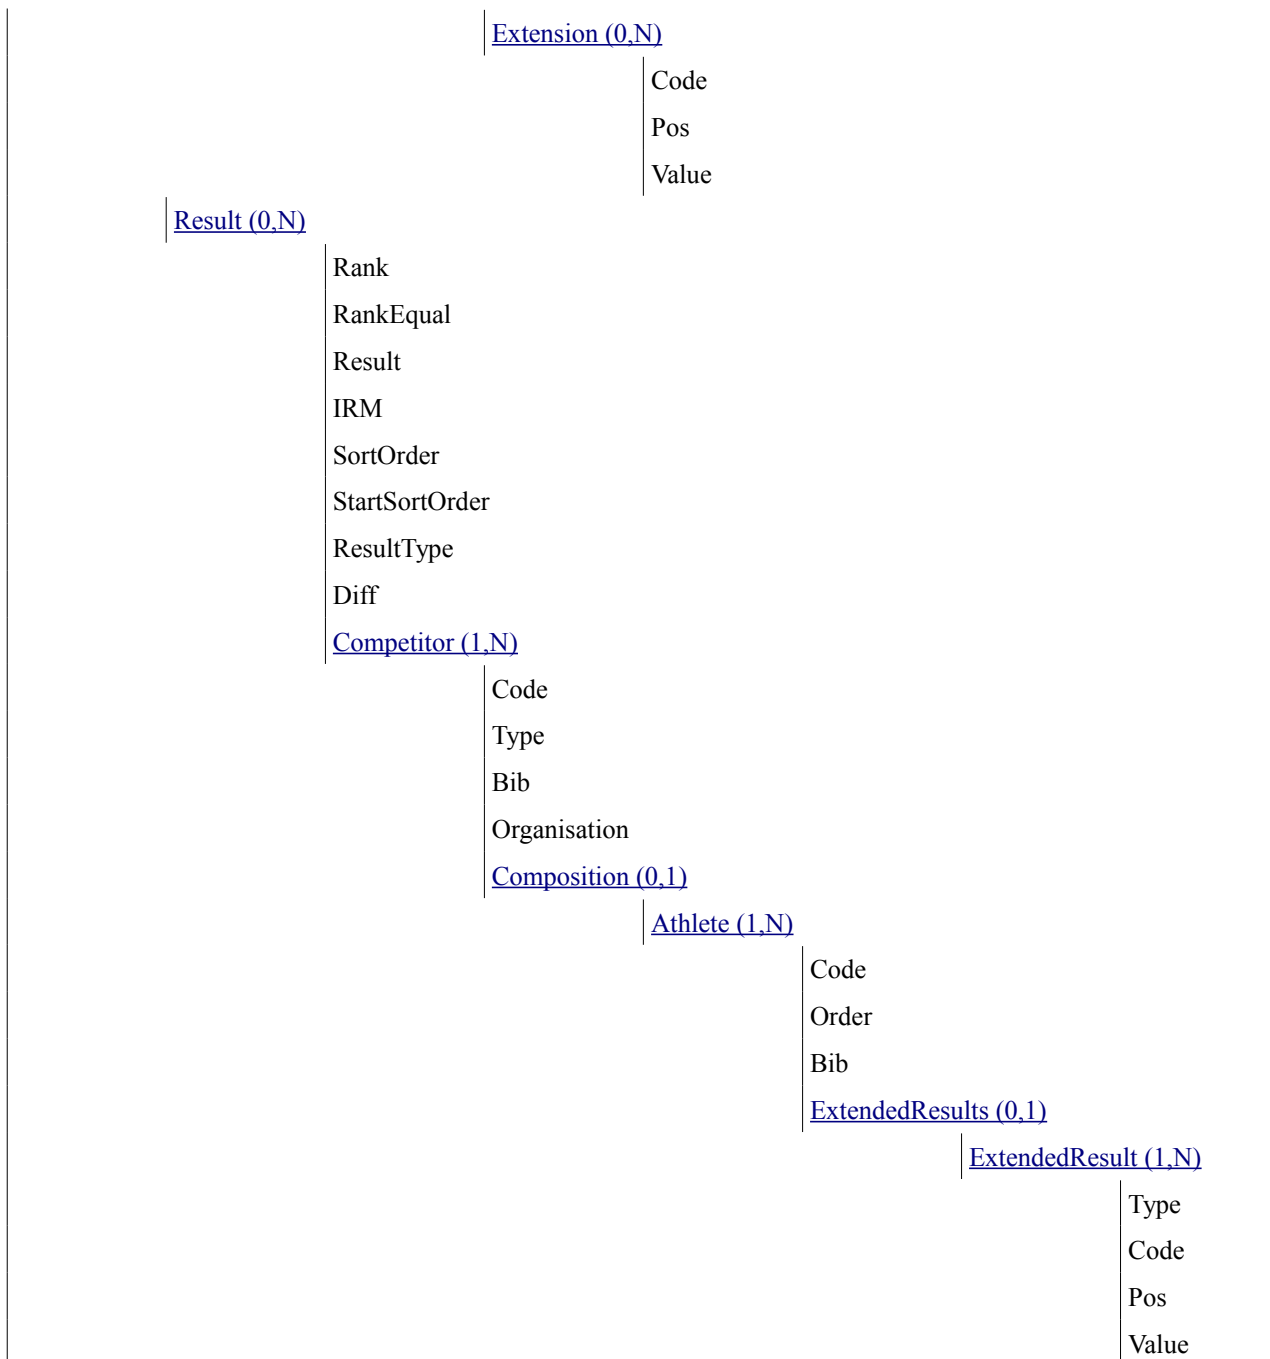 Extension (0,N)
Code
Pos
Value
Result (0,N)
Rank
RankEqual
Result
IRM
SortOrder
StartSortOrder
ResultType
Diff
Competitor (1,N)
Code
Type
Bib
Organisation
Composition (0,1)
Athlete (1,N)
Code
Order
Bib
ExtendedResults (0,1)
ExtendedResult (1,N)
Type
Code
Pos
Value